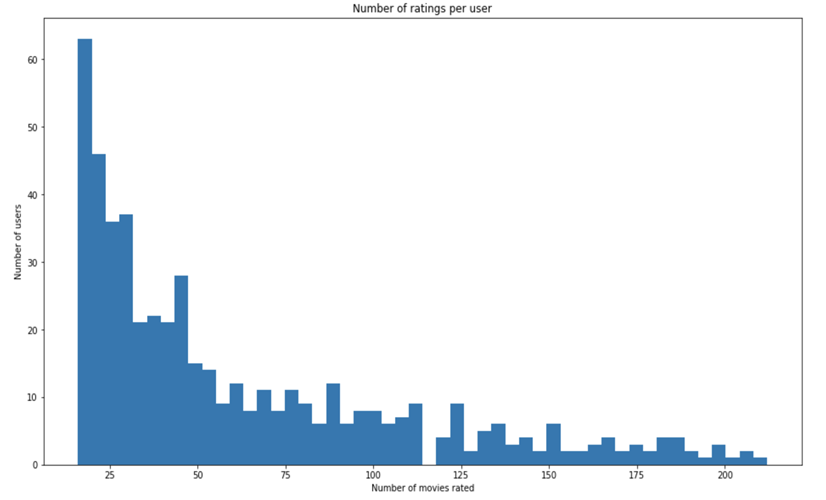 Number of ratings per user
Number of users
60
50
40
30
20
10
0
25 50 75 100 125 150 175 200
Number of movies rated